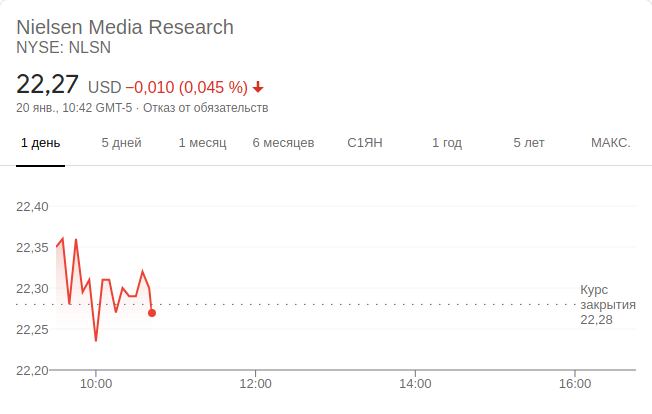 Nielsen Media Research
NYSE: NLSN
22,27 USD −0,010 (0,045 %)
20 янв., 10:42 GMT-5 · Отказ от обязательств
1 день 5 дней 1 месяц 6 месяцев С1ЯН 1 год 5 лет МАКС.
22,40
22,35
22,30
22,25
22,20
Курс
закрытия
22,28
10:00 12:00 14:00 16:00